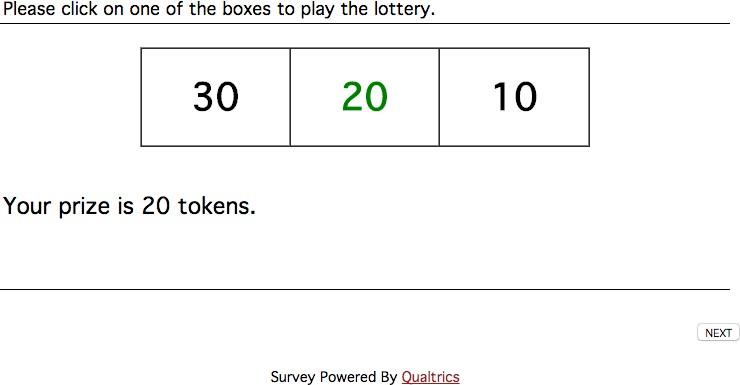 Please click on one of the boxes to play the lottery.
30 20 10
Your prize is 20 tokens.
NEXT
Survey Powered By Qualtrics